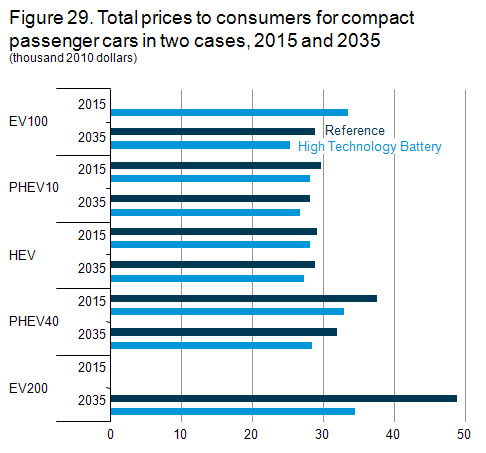 Figure 29. Total prices to consumers for compact
passenger cars in two cases, 2015 and 2035
(thousand 2010 dollars)
EV100
2015
2035
Reference
High Technology Battery
PHEV10
2015
2035
HEV
2015
2035
PHEV40
2015
2035
EV200
2015
2035
0 10 20 30 40 50